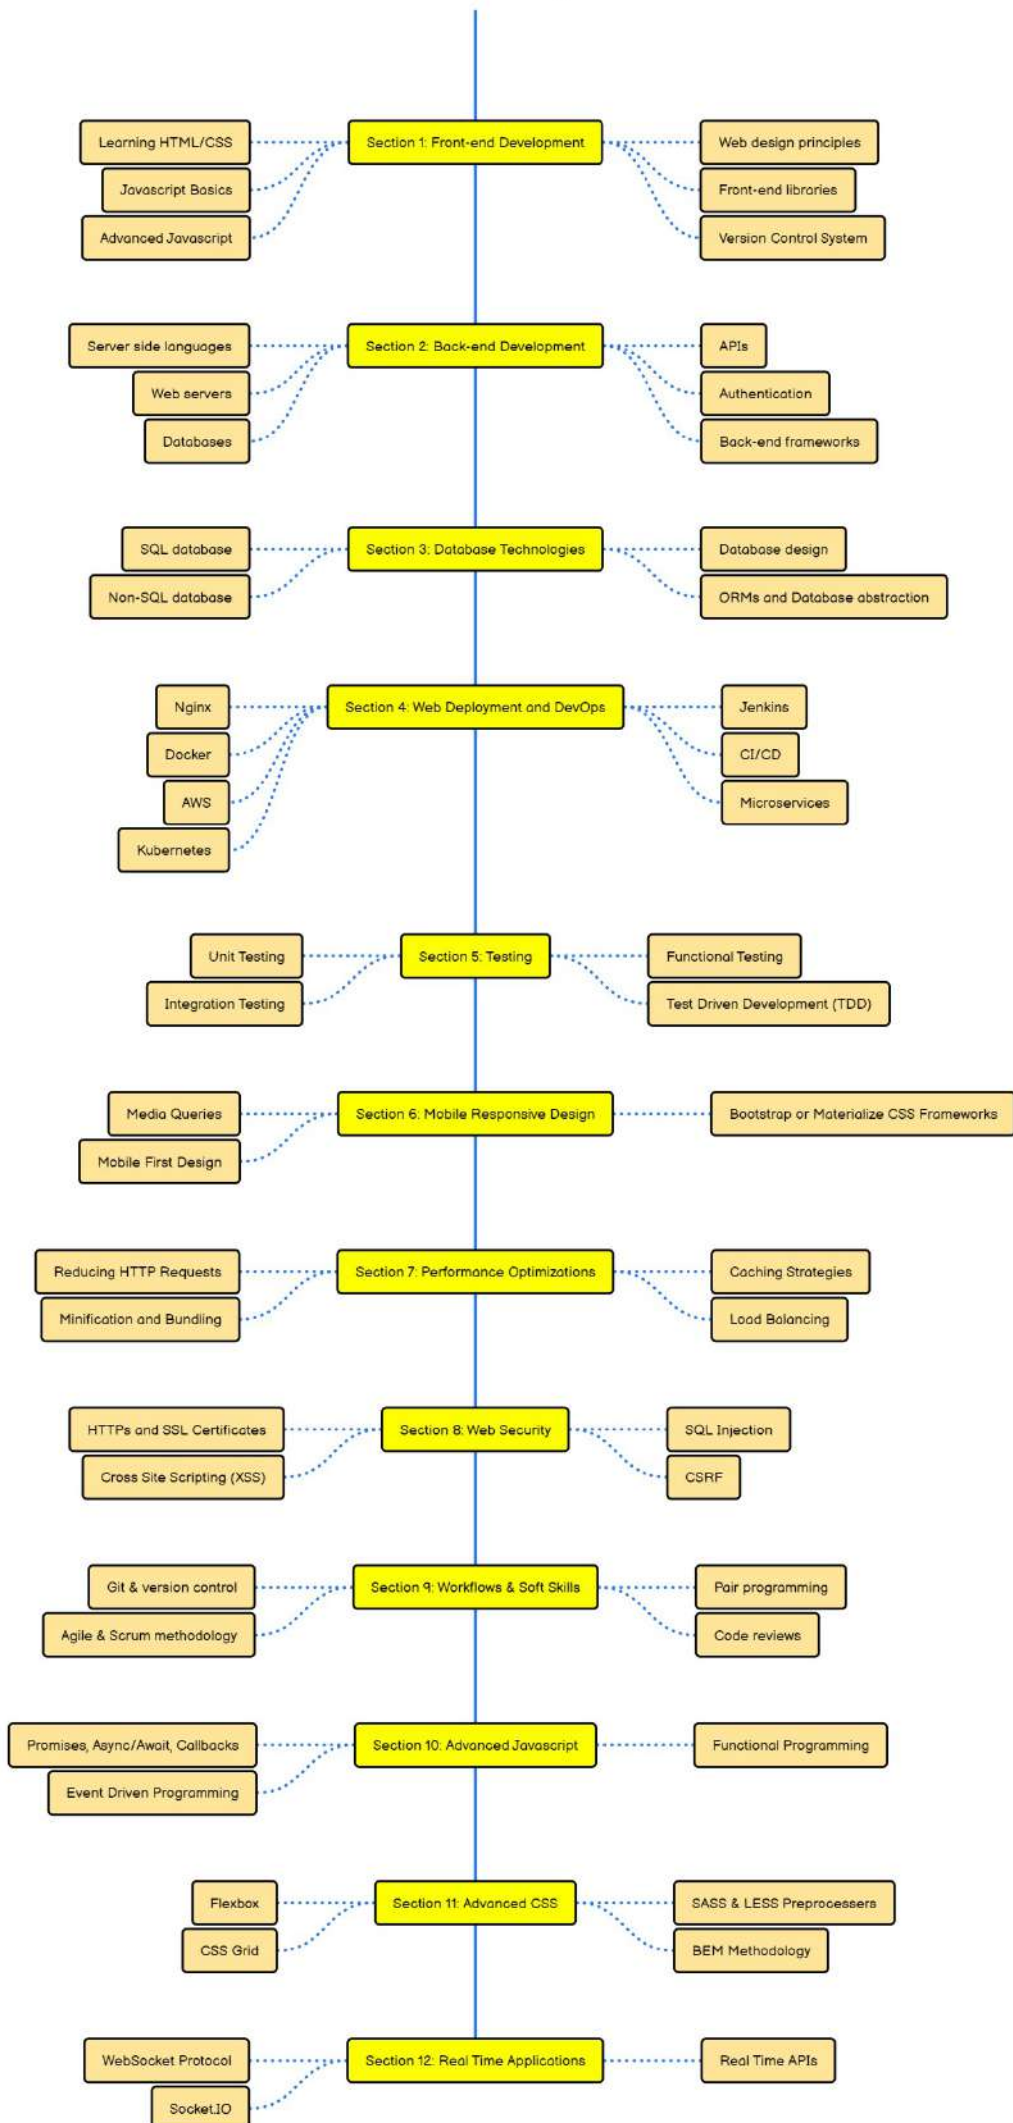 Learning HTML/CSS
Javascript Basics
Advanced Javascript
Section 1: Front-end Development
Web design principles
Front-end libraries
Version Control System
Server side languages
Web servers
Databases
Section 2: Back-end Development
APIs
Authentication
Back-end frameworks
SQL database
Non-SQL database
Section 3: Database Technologies
Database design
ORMs and Database abstraction
Nginx
Docker
AWS
Kubernetes
Section 4: Web Deployment and DevOps
Jenkins
CI/CD
Microservices
Unit Testing
Integration Testing
Section 5: Testing
Functional Testing
Test Driven Development (TDD)
Media Queries
Mobile First Design
Section 6: Mobile Responsive Design
Bootstrap or Materialize CSS Frameworks
Reducing HTTP Requests
Minification and Bundling
Section 7: Performance Optimizations
Caching Strategies
Load Balancing
HTTPs and SSL Certificates
Cross Site Scripting (XSS)
Section 8: Web Security
SQL Injection
CSRF
Git & version control
Agile & Scrum methodology
Section 9: Workflows & Soft Skills
Pair programming
Code reviews
Promises, Async/Await, Callbacks
Event Driven Programming
Section 10: Advanced Javascript
Functional Programming
Flexbox
CSS Grid
Section 11: Advanced CSS
SASS & LESS Preprocessers
BEM Methodology
WebSocket Protocol
Socket.IO
Section 12: Real Time Applications
Real Time APIs